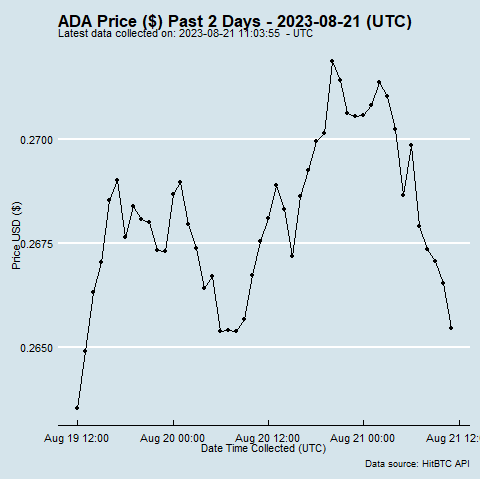 ADA Price ($) Past 2 Days - 2023-08-21 (UTC)
Latest data collected on: 2023-08-21 11:03:55 - UTC
0.2700
0.2675
0.2650
Price USD ($)
Aug 19 12:00 Aug 20 00:00 Aug 20 12:00 Aug 21 00:00 Aug 21 12:0
Date Time Collected (UTC)
Data source: HitBTC API